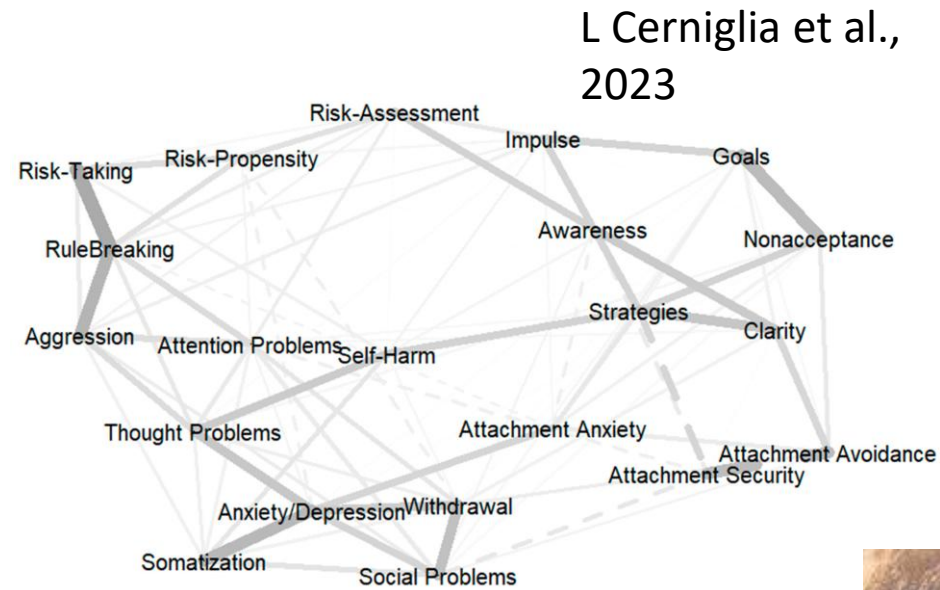 L Cerniglia et al.,
2023
Risk-Assessment
Impulse
Goals
Risk-Propensity
Risk-Taking
Awareness
Nonacceptance
RuleBreaking
Strategies
Clarity
Aggression
Attention Problems
Self-Harm
Thought Problems
Attachment Anxiety
Attachment Avoidance
Attachment Security
Anxiety/Depression
Withdrawal
Somatization
Social Problems